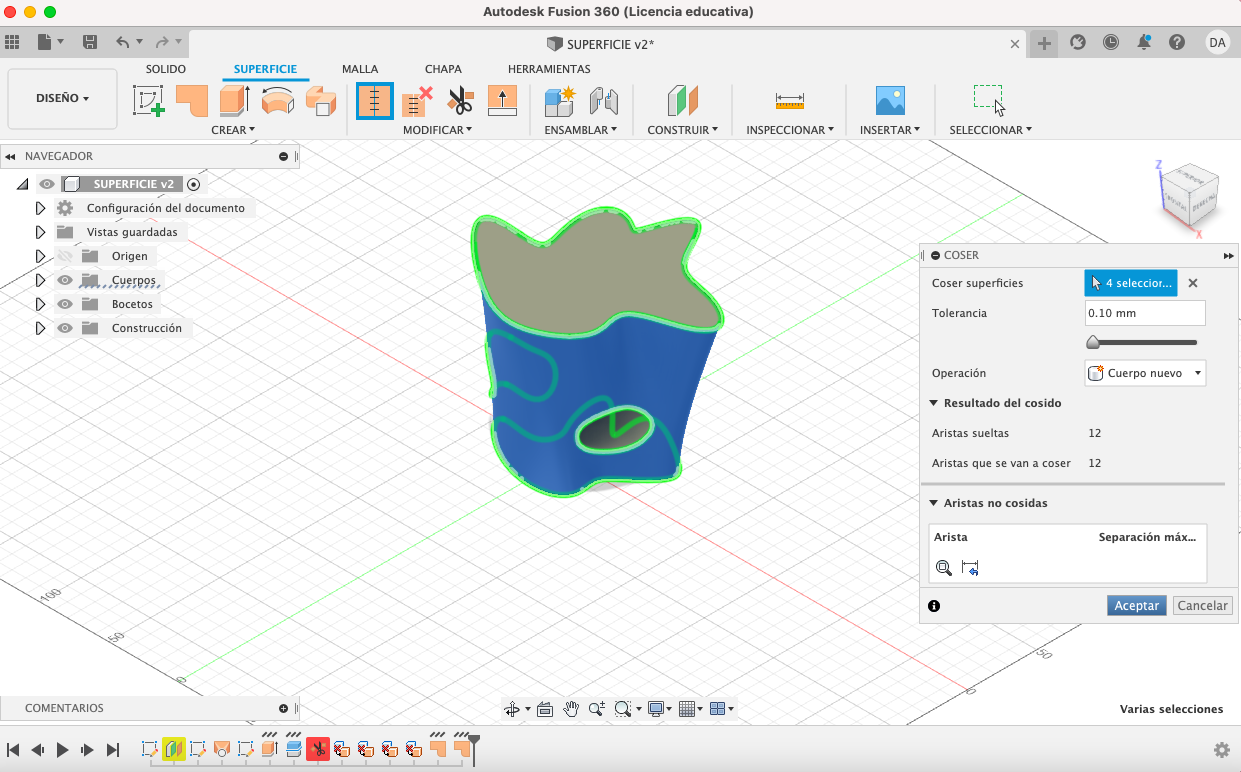 Autodesk Fusion 360 (Licencia educativa)
SUPERFICIE v2*
DA
SOLIDO
SUPERFICIE
MALLA
CHAPA
HERRAMIENTAS
DISEÑO
CREAR
MODIFICAR
ENSAMBLAR
CONSTRUIR
INSPECCIONAR
INSERTAR
SELECCIONAR
NAVEGADOR
SUPERFICIE v2
Configuración del documento
Vistas guardadas
Origen
Cuerpos
Bocetos
Construcción
Z
X
COSER
Coser superficies
4 seleccior...
Tolerancia
0.10 mm
Operación
Cuerpo nuevo
Resultado del cosido
Aristas sueltas
12
Aristas que se van a coser
12
Aristas no cosidas
Arista
Separación máx...
Aceptar
Cancelar
100
50
0
0
50
COMENTARIOS
Varias selecciones